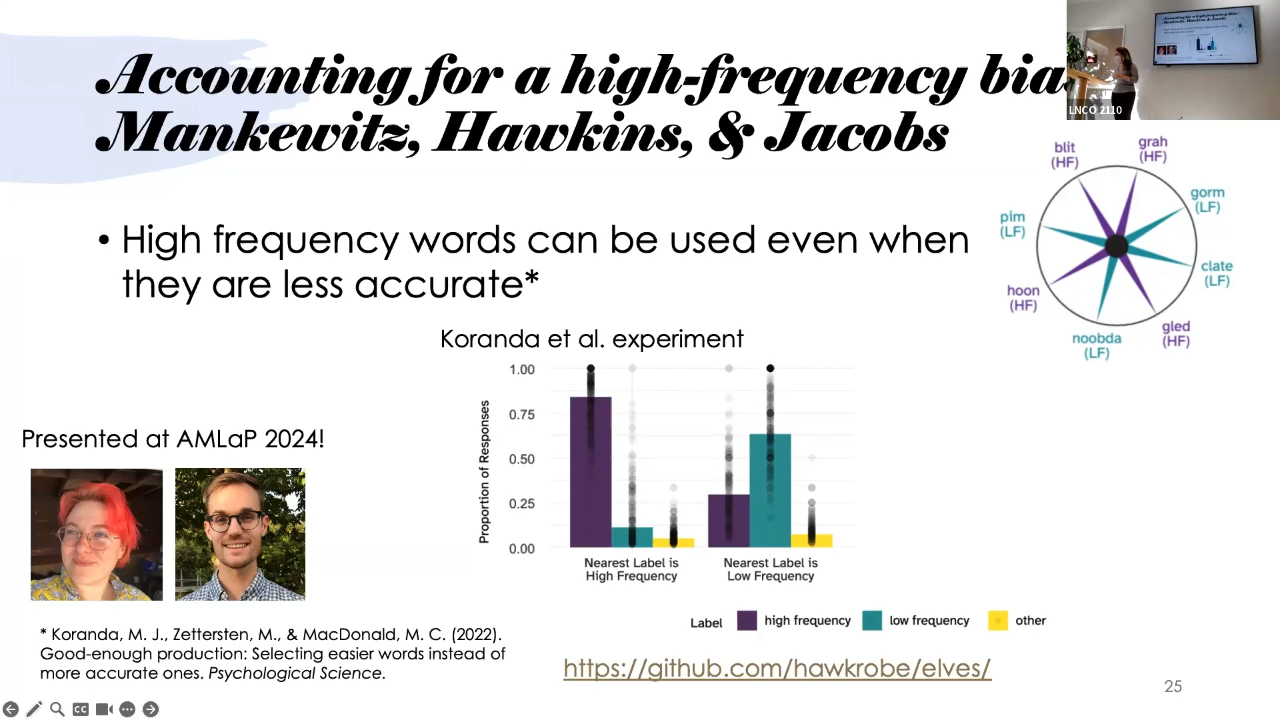 Accounting for a high-frequency bia
Mankewitz, Hawkins, & Jacobs
LNCO 2110
• High frequency words can be used even when
they are less accurate*
blit
(HF)
grah
(HF)
gorm
(LF)
pim
(LF)
clate
(LF)
hoon
(HF)
gled
(HF)
noobda
(LF)
Koranda et al. experiment
Proportion of Responses
1.00
0.75
0.50
0.25
0.00
Nearest Label is
High Frequency
Nearest Label is
Low Frequency
Label
high frequency
low frequency
other
Presented at AMLaP 2024!
* Koranda, M. J., Zettersten, M., & MacDonald, M. C. (2022).
Good-enough production: Selecting easier words instead of
more accurate ones. Psychological Science.
https://github.com/hawkrobe/elves/
25
CC